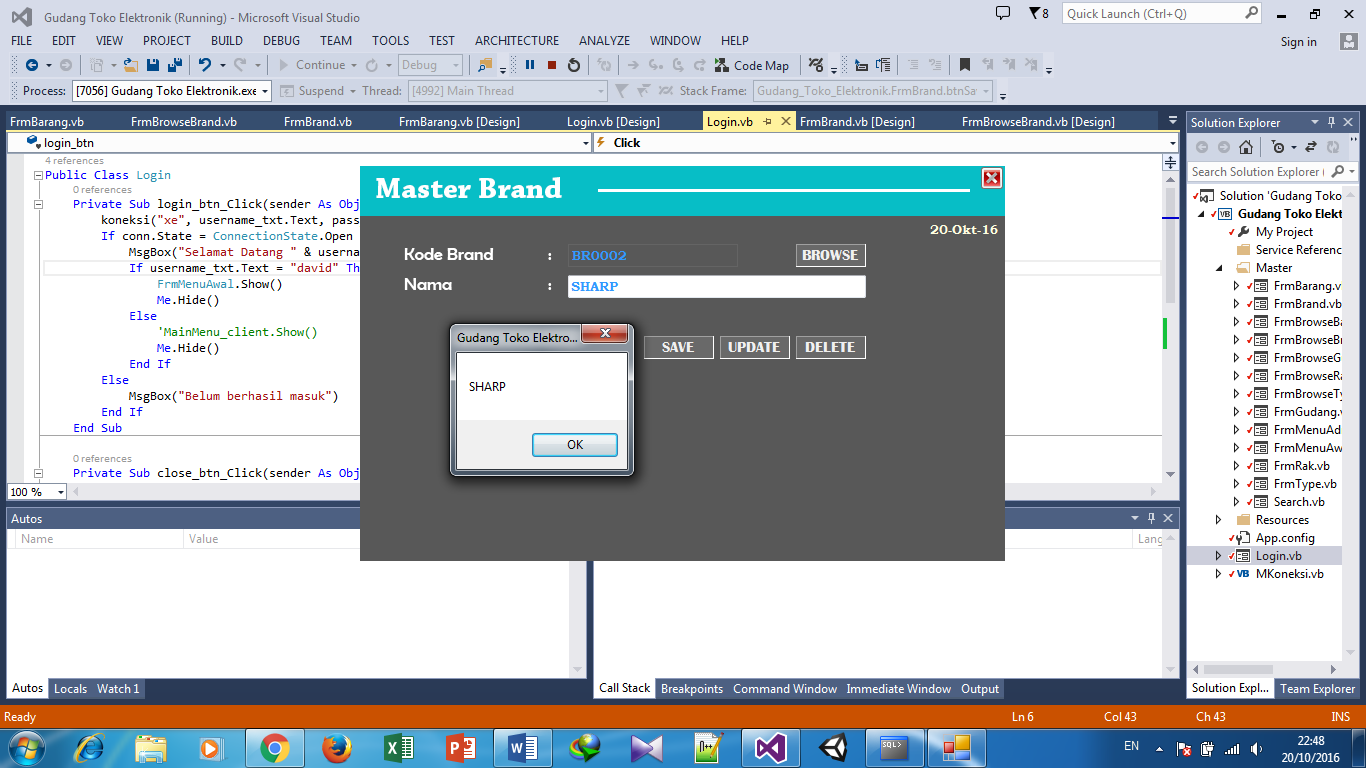 Gudang Toko Elektronik (Running) - Microsoft Visual Studio
8
Quick Launch (Ctrl+Q)
FILE EDIT VIEW PROJECT BUILD DEBUG TEAM TOOLS TEST ARCHITECTURE ANALYZE WINDOW HELP
Sign in
Continue Debug Code Map
Process: [7056] Gudang Toko Elektronik.exe Suspend Thread: [4992] Main Thread Stack Frame: Gudang_Toko_Elektronik.FrmBrand.btnSa
FrmBarang.vb FrmBrowseBrand.vb FrmBrand.vb FrmBarang.vb [Design] Login.vb [Design] Login.vb FrmBrand.vb [Design] FrmBrowseBrand.vb [Design]
login_btn Click
4 references
Public Class Login
0 references
Private Sub login_btn_Click(sender As Obj
koneksi("xe", username_txt.Text, pass
If conn.State = ConnectionState.Open
MsgBox("Selamat Datang " & userna
If username_txt.Text = "david" Th
FrmMenuAwal.Show()
Me.Hide()
Else
'MainMenu_client.Show()
Me.Hide()
End If
Else
MsgBox("Belum berhasil masuk")
End If
End Sub
0 references
Private Sub close_btn_Click(sender As Obj
100 %
Master Brand
20-Okt-16
Kode Brand : BR0002 BROWSE
Nama : SHARP
SAVE UPDATE DELETE
Gudang Toko Elektro...
SHARP
OK
Autos
Name Value
Lang
Autos Locals Watch 1
Call Stack Breakpoints Command Window Immediate Window Output
Solution Explorer
Search Solution Explorer (
Solution 'Gudang Toko
Gudang Toko Elekt
My Project
Service Referenc
Master
FrmBarang.v
FrmBrand.vb
FrmBrowseBa
FrmBrowseBr
FrmBrowseG
FrmBrowseRa
FrmBrowseTy
FrmGudang.v
FrmMenuAd
FrmMenuAw
FrmRak.vb
FrmType.vb
Search.vb
Resources
App.config
Login.vb
MKoneksi.vb
Solution Expl... Team Explorer
Ready Ln 6 Col 43 Ch 43 INS
SQL>
EN
22:48
20/10/2016